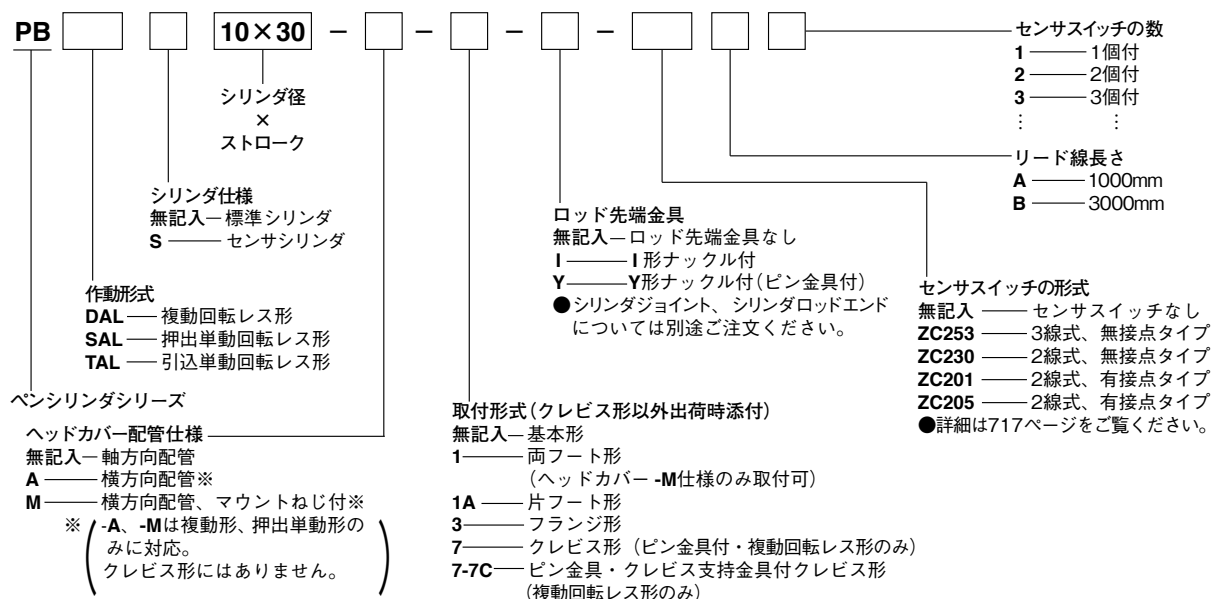 PB 10×30 － － － －
シリンダ径
×
ストローク
シリンダ仕様
無記入―標準シリンダ
S ―― センサシリンダ
作動形式
DAL ―― 複動回転レス形
SAL ―― 押出単動回転レス形
TAL ―― 引込単動回転レス形
ペンシリンダシリーズ
ヘッドカバー配管仕様
無記入―軸方向配管
A ―― 横方向配管※
M ―― 横方向配管、マウントねじ付※
※ -A、-Mは複動形、押出単動形の
みに対応。
クレビス形にはありません。
取付形式(クレビス形以外出荷時添付)
無記入―基本形
1 ―― 両フート形
(ヘッドカバー -M仕様のみ取付可)
1A ―― 片フート形
3 ―― フランジ形
7 ―― クレビス形（ピン金具付・複動回転レス形のみ）
7-7C ―― ピン金具・クレビス支持金具付クレビス形
(複動回転レス形のみ)
ロッド先端金具
無記入―ロッド先端金具なし
I ―― I 形ナックル付
Y ―― Y形ナックル付(ピン金具付)
●シリンダジョイント、シリンダロッドエンド
については別途ご注文ください。
センサスイッチの形式
無記入 ―― センサスイッチなし
ZC253 ―― 3線式、無接点タイプ
ZC230 ―― 2線式、無接点タイプ
ZC201 ―― 2線式、有接点タイプ
ZC205 ―― 2線式、有接点タイプ
●詳細は717ページをご覧ください。
リード線長さ
A ―― 1000mm
B ―― 3000mm
センサスイッチの数
1 ―― 1個付
2 ―― 2個付
3 ―― 3個付
⋮ ⋮